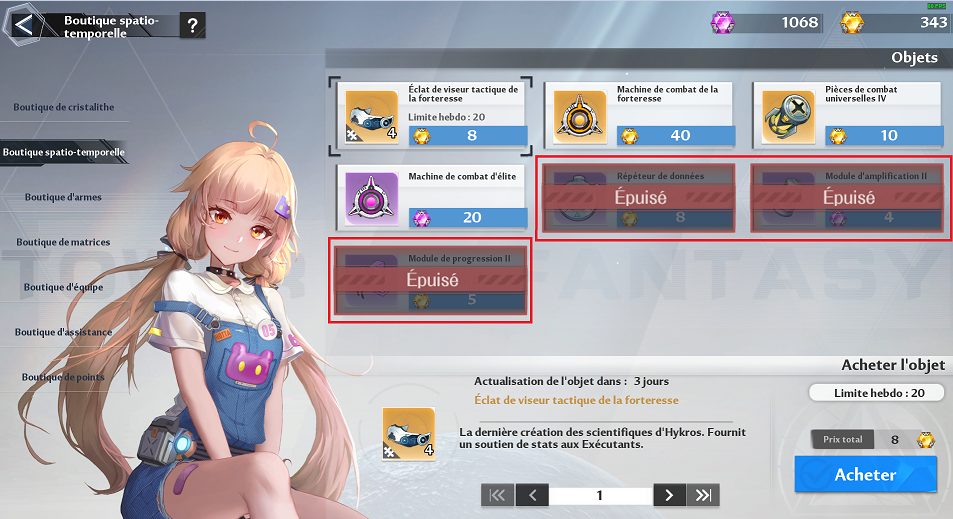 Boutique spatio-
temporelle
?
1068
343
Objets
Boutique de cristalithe
Boutique spatio-temporelle
Boutique d'armes
Boutique de matrices
Boutique d'équipe
Boutique d'assistance
Boutique de points
Éclat de viseur tactique de
la forteresse
Limite hebdo : 20
4
8
Machine de combat de la
forteresse
40
Pièces de combat
universelles IV
10
Machine de combat d'élite
20
Répéteur de données
Épuisé
8
Module d'amplification II
Épuisé
4
Module de progression II
Épuisé
5
TO
FANTASY
05
Acheter l'objet
Actualisation de l'objet dans : 3 jours
Éclat de viseur tactique de la forteresse
Limite hebdo : 20
4
La dernière création des scientifiques d'Hykros. Fournit
un soutien de stats aux Exécutants.
Prix total
8
1
Acheter